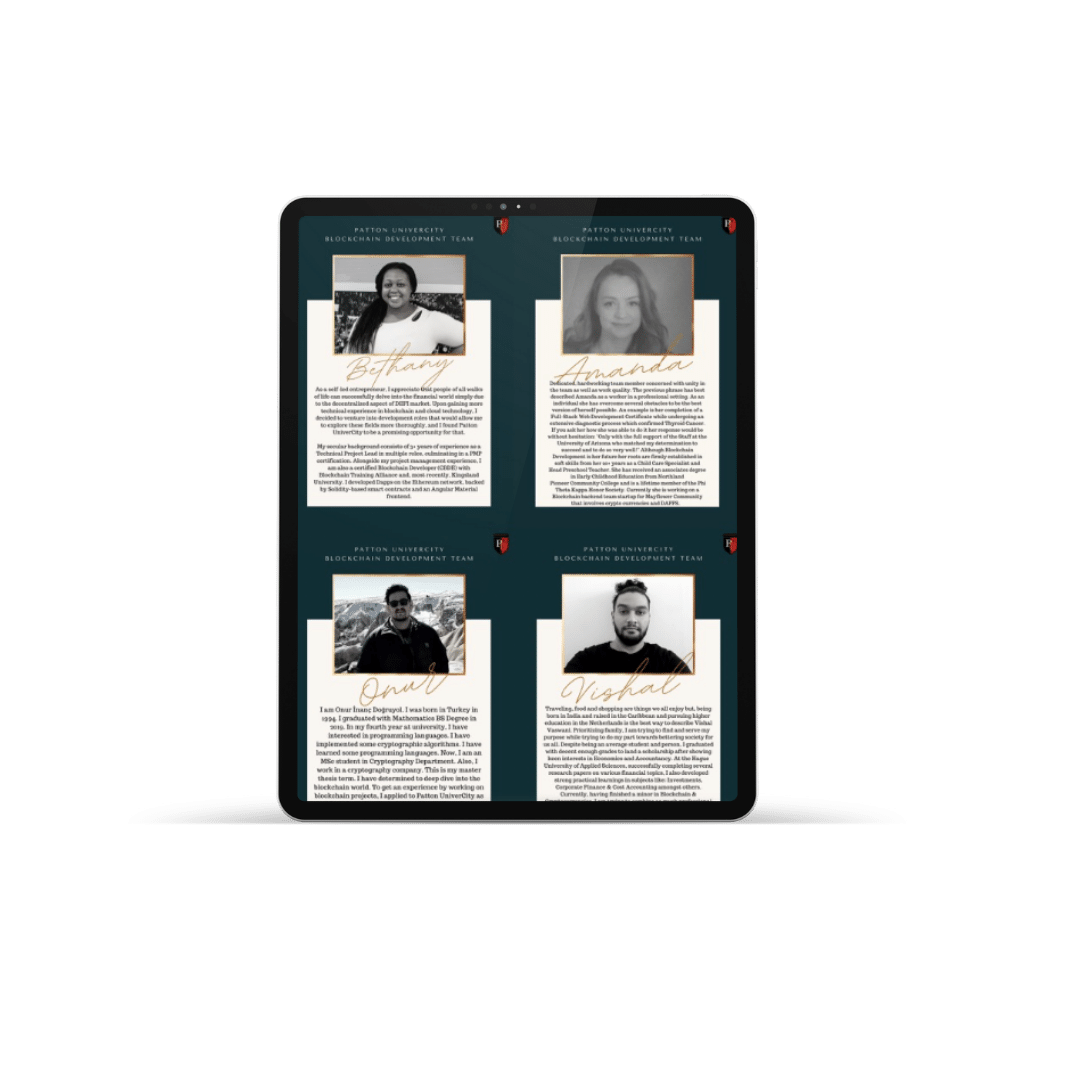 PATTON UNIVERCITY
BLOCKCHAIN DEVELOPMENT TEAM
P
Bethany
As a self-led entrepreneur, I appreciate that people of all walks
of life can successfully delve into the financial world simply due
to the decentralized aspect of DEFI market. Upon gaining more
technical experience in blockchain and cloud technology, I
decided to venture into development roles that would allow me
to explore these fields more thoroughly, and I found Patton
UniverCity to be a promising opportunity for that.
My secular background consists of 3+ years of experience as a
Technical Project Lead in multiple roles, culminating in a PMP
certification. Alongside my project management experience, I
am also a certified Blockchain Developer (CBDE) with
Blockchain Training Alliance and, most recently, Kingsland
University. I developed Dapps on the Ethereum network, backed
by Solidity-based smart contracts and an Angular Material
frontend.
PATTON UNIVERCITY
BLOCKCHAIN DEVELOPMENT TEAM
P
Amanda
Dedicated, hardworking team member concerned with unity in
the team as well as work quality. The previous phrase has best
described Amanda as a worker in a professional setting. As an
individual she has overcome several obstacles to be the best
version of herself possible. An example is her completion of a
Full-Stack Web Development Certificate while undergoing an
extensive diagnostic process which confirmed Thyroid Cancer.
If you ask her how she was able to do it her response would be
without hesitation "Only with the full support of the Staff at the
University of Arizona who matched my determination to
succeed and to do so very well!" Although Blockchain
Development is her future her roots are firmly established in
soft skills from her 10+ years as a Child Care Specialist and
Head Preschool Teacher. She has received an associates degree
in Early Childhood Education from Northland
Pioneer Community College and is a lifetime member of the Phi
Theta Kappa Honor Society. Currently she is working on a
Blockchain backend team startup for Mayflower Community
that involves crypto currencies and DAPPS.
PATTON UNIVERCITY
BLOCKCHAIN DEVELOPMENT TEAM
P
Onur
I am Onur İnanç Doğruyol. I was born in Turkey in
1994. I graduated with Mathematics BS Degree in
2019. In my fourth year at university, I have
interested in programming languages. I have
implemented some cryptographic algorithms. I have
learned some programming languages. Now, I am an
MSc student in Cryptography Department. Also, I
work in a cryptography company. This is my master
thesis term. I have determined to deep dive into the
blockchain world. To get an experience by working on
blockchain projects, I applied to Patton UniverCity as
PATTON UNIVERCITY
BLOCKCHAIN DEVELOPMENT TEAM
P
Vishal
Traveling, food and shopping are things we all enjoy but, being
born in India and raised in the Caribbean and pursuing higher
education in the Netherlands is the best way to describe Vishal
Vaswani. Prioritizing family, I am trying to find and serve my
purpose while trying to do my part towards bettering society for
us all. Despite being an average student and person, I graduated
with decent enough grades to land a scholarship after showing
keen interests in Economics and Accountancy. At the Hague
University of Applied Sciences, successfully completing several
research papers on various financial topics. I also developed
strong practical learnings in subjects like: Investments,
Corporate Finance & Cost Accounting amongst others.
Currently, having finished a minor in Blockchain &